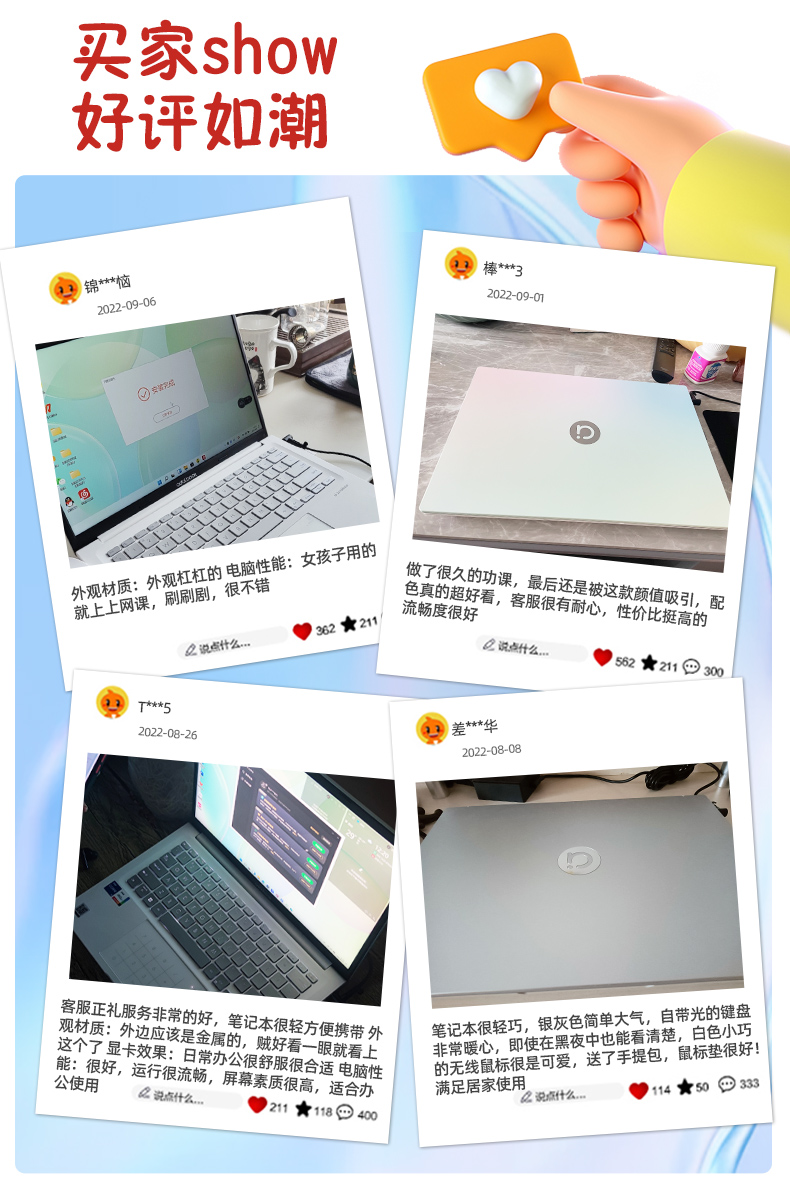 买家show
好评如潮
锦***恼
2022-09-06
安装完成
外观材质：外观杠杠的 电脑性能：女孩子用的
就上上网课，刷刷剧，很不错
说点什么...
362
211
棒***3
2022-09-01
做了很久的功课，最后还是被这款颜值吸引，配
色真的超好看，客服很有耐心，性价比挺高的
流畅度很好
说点什么...
562
211
300
T***5
2022-08-26
客服正礼服务非常的好，笔记本很轻方便携带 外
观材质：外边应该是金属的，贼好看一眼就看上
这个了 显卡效果：日常办公很舒服很合适 电脑性
能：很好，运行很流畅，屏幕素质很高，适合办
公使用
说点什么...
211
118
400
差***华
2022-08-08
笔记本很轻巧，银灰色简单大气，自带光的键盘
非常暖心，即使在黑夜中也能看清楚，白色小巧
的无线鼠标很是可爱，送了手提包，鼠标垫很好！
满足居家使用
说点什么...
114
50
333